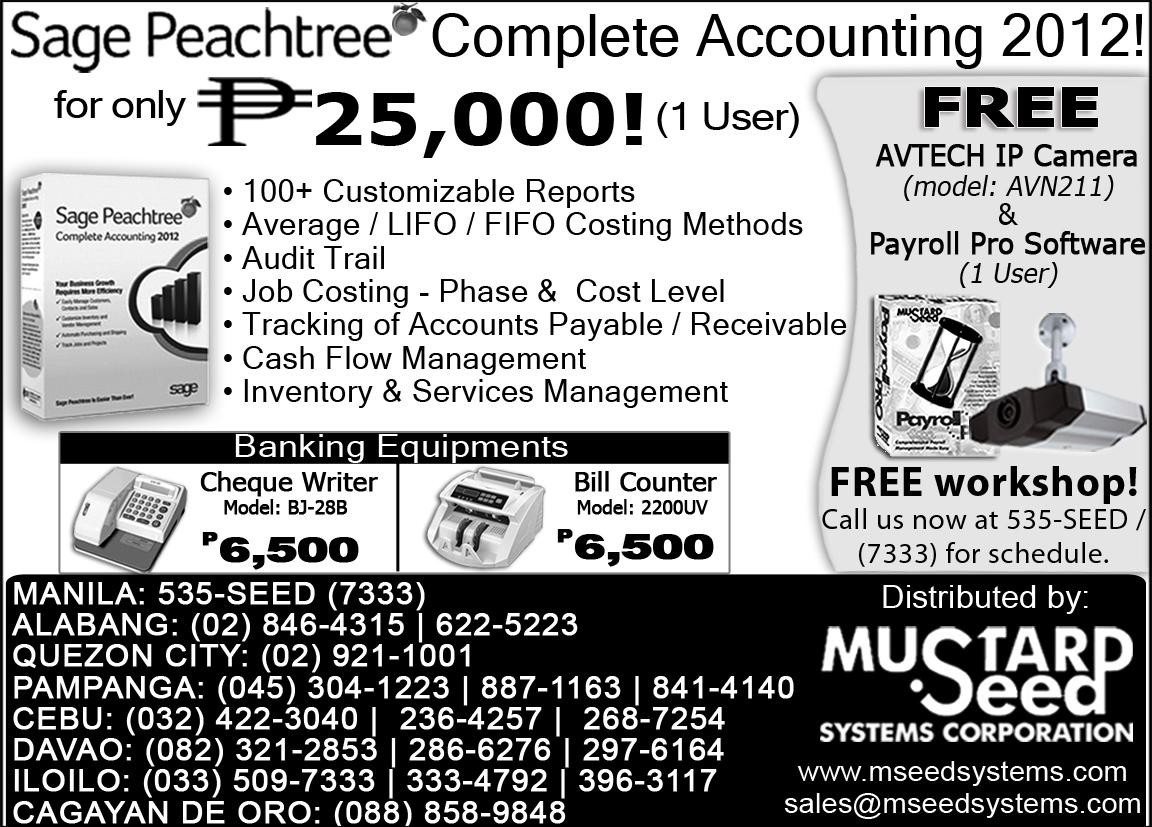 Sage Peachtree Complete Accounting 2012!
for only ₱25,000! (1 User)
• 100+ Customizable Reports
• Average / LIFO / FIFO Costing Methods
• Audit Trail
• Job Costing - Phase & Cost Level
• Tracking of Accounts Payable / Receivable
• Cash Flow Management
• Inventory & Services Management
Sage Peachtree
Complete Accounting 2012
Your Business Growth
Requires More Efficiency
sage
Sage Peachtree Is Easier Than Ever!
FREE
AVTECH IP Camera
(model: AVN211)
&
Payroll Pro Software
(1 User)
MUSTARD
Seed
Payroll
FREE workshop!
Call us now at 535-SEED /
(7333) for schedule.
Banking Equipments
Cheque Writer
Model: BJ-28B
₱6,500
Bill Counter
Model: 2200UV
₱6,500
MANILA: 535-SEED (7333)
ALABANG: (02) 846-4315 | 622-5223
QUEZON CITY: (02) 921-1001
PAMPANGA: (045) 304-1223 | 887-1163 | 841-4140
CEBU: (032) 422-3040 | 236-4257 | 268-7254
DAVAO: (082) 321-2853 | 286-6276 | 297-6164
ILOILO: (033) 509-7333 | 333-4792 | 396-3117
CAGAYAN DE ORO: (088) 858-9848
Distributed by:
MUSTARD
Seed
SYSTEMS CORPORATION
www.mseedsystems.com
sales@mseedsystems.com